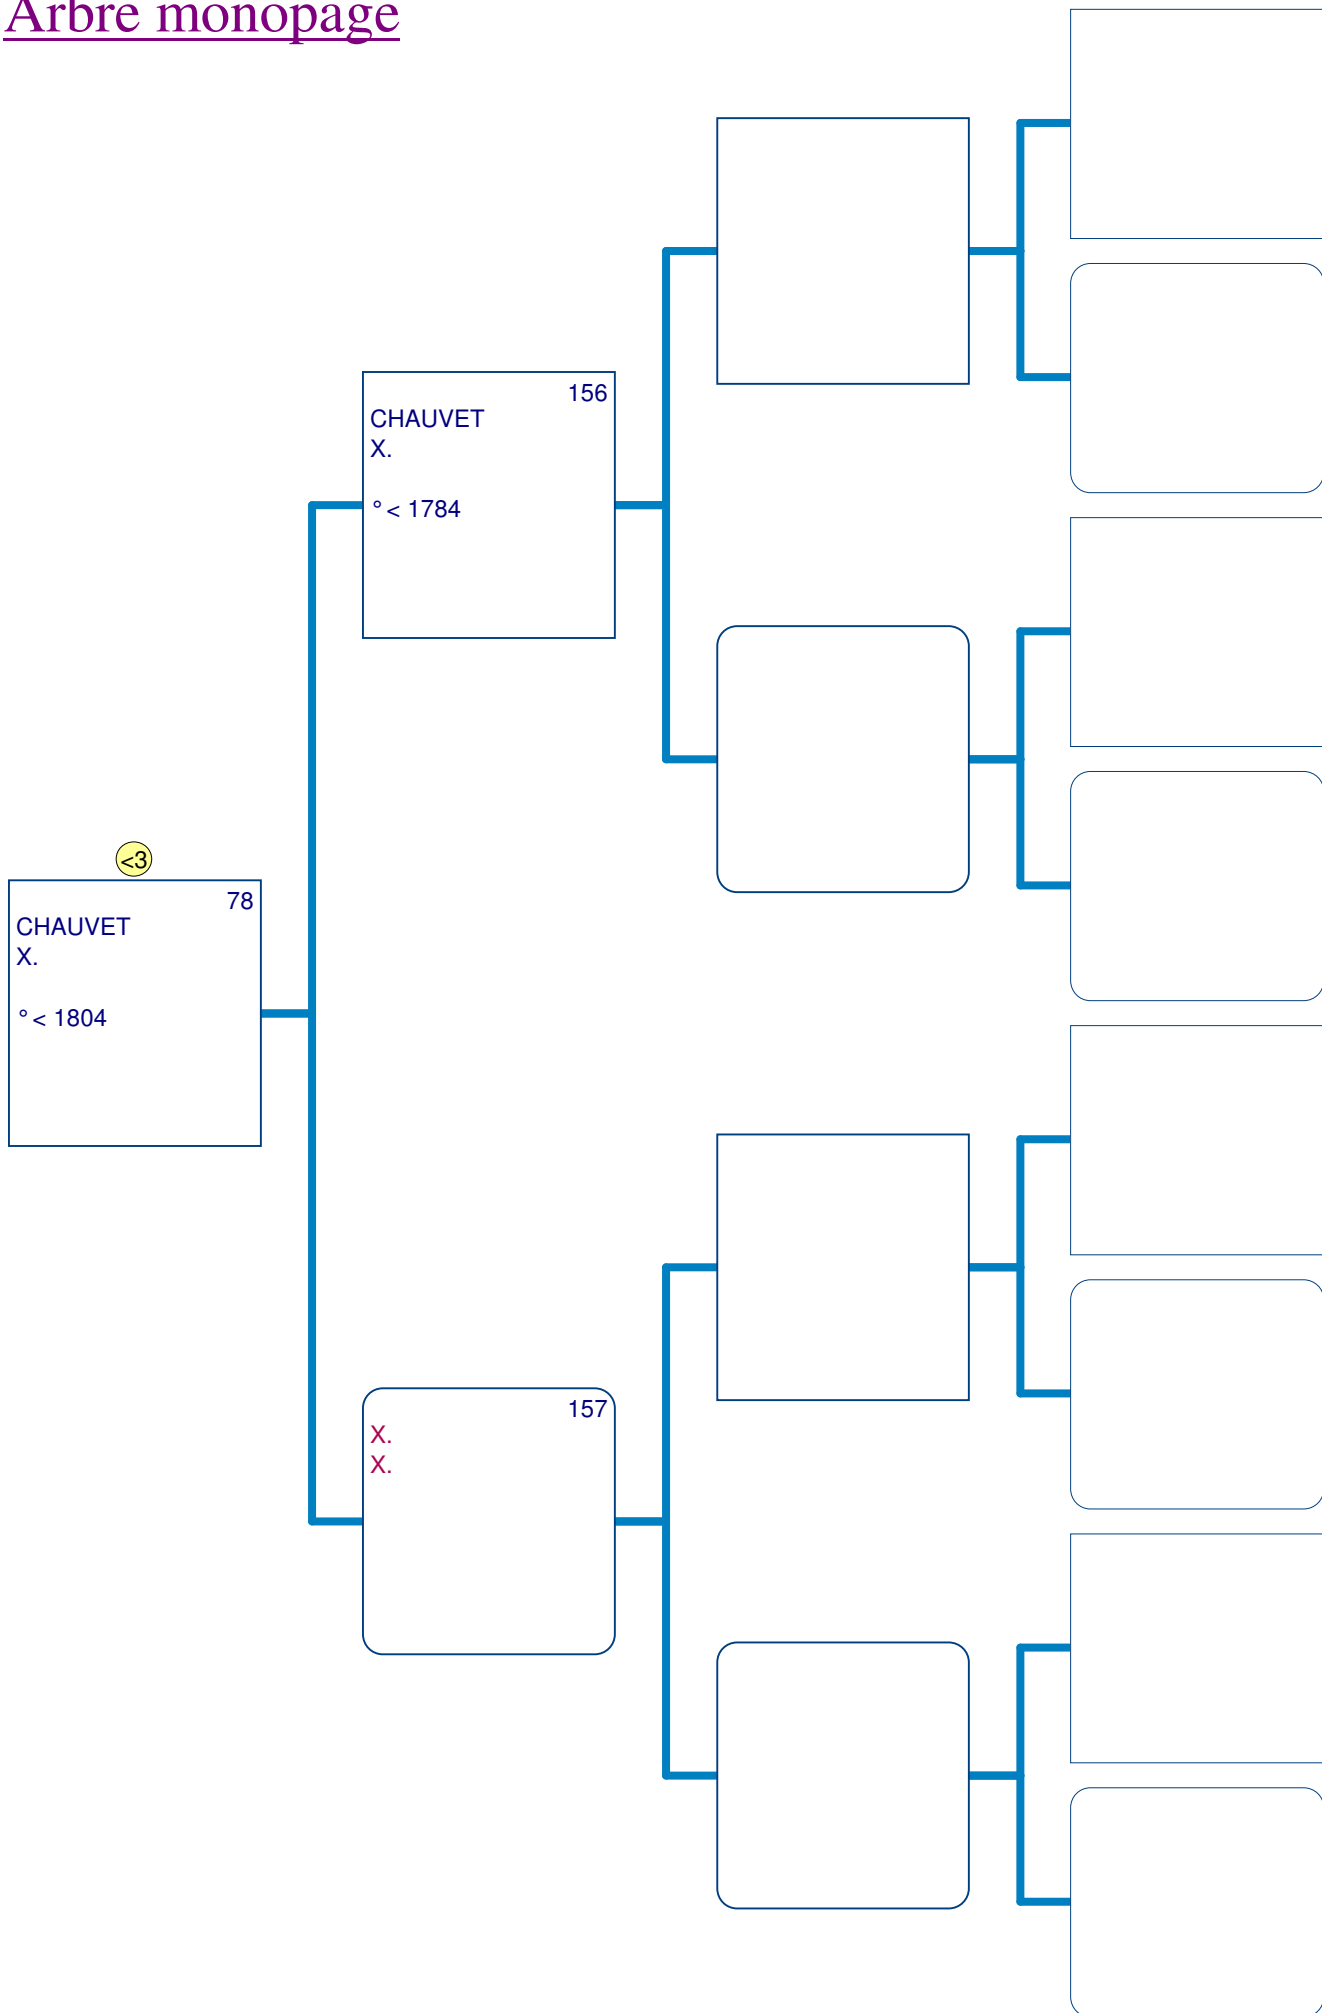 Arbre monopage
156
CHAUVET
X.
° < 1784
<3
78
CHAUVET
X.
° < 1804
157
X.
X.